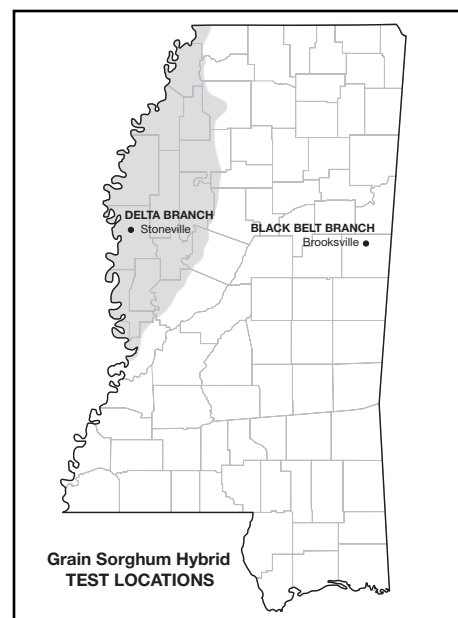 DELTA BRANCH
Stoneville
BLACK BELT BRANCH
Brooksville
Grain Sorghum Hybrid
TEST LOCATIONS